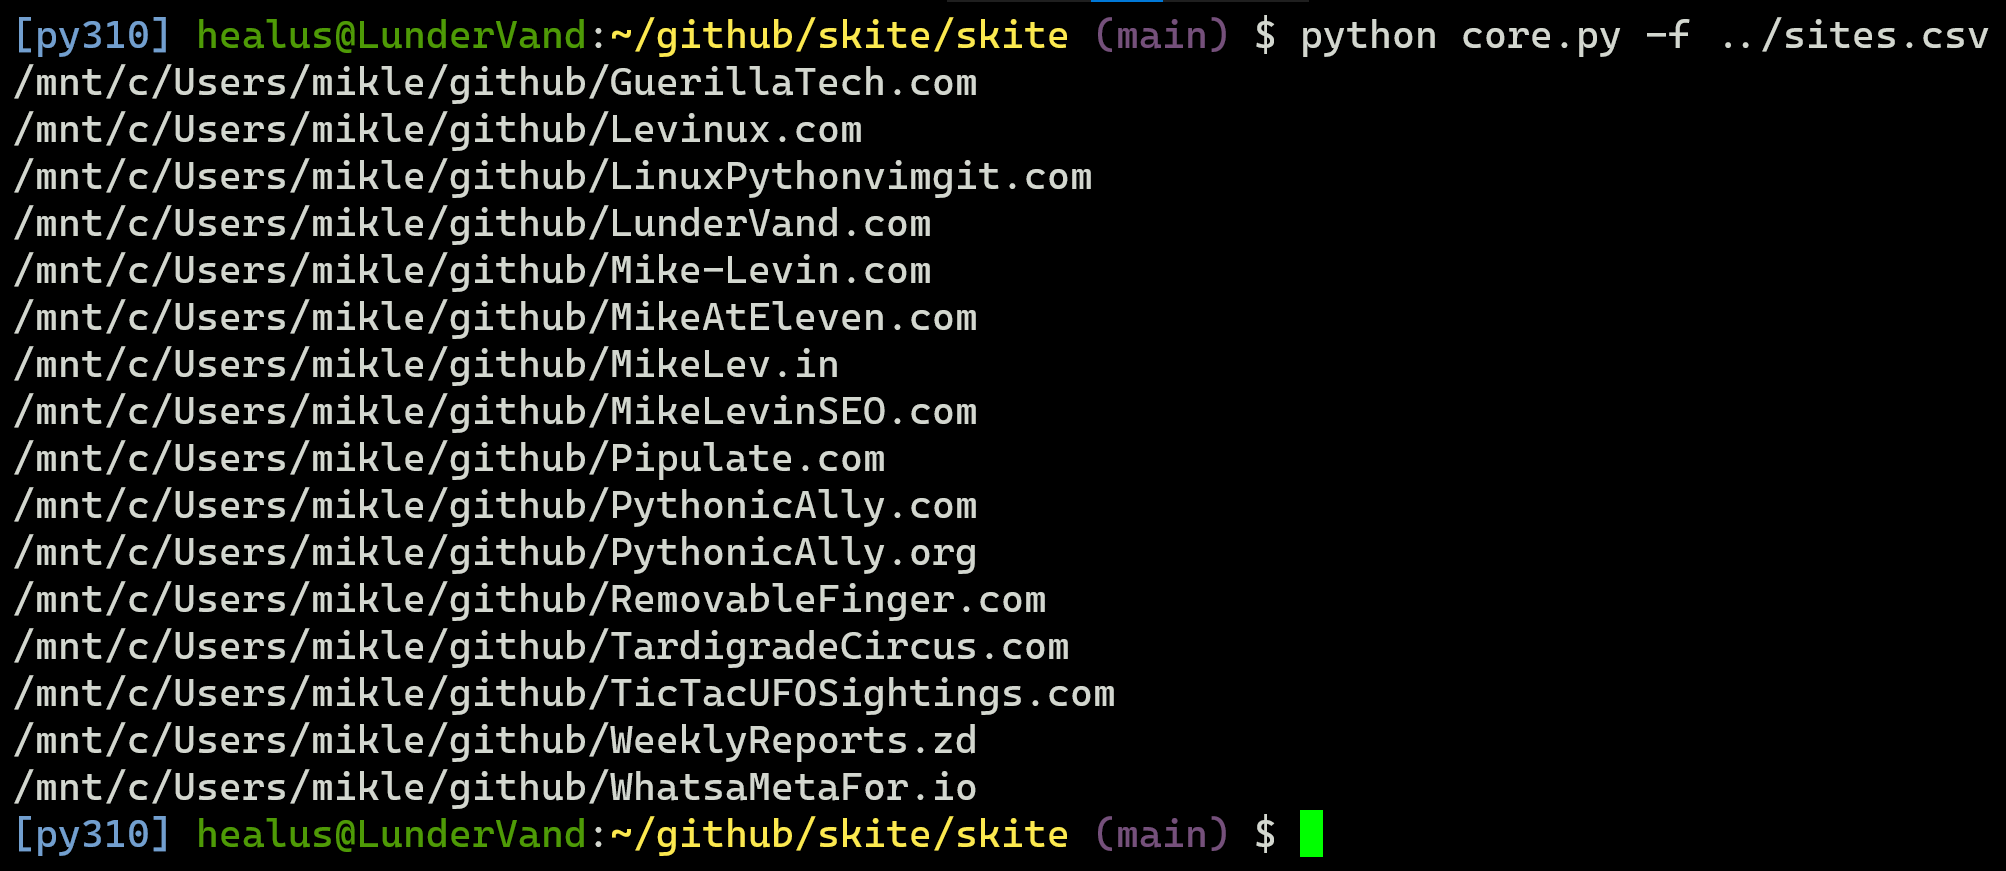 [py310] healus@LunderVand:~/github/skite/skite (main) $ python core.py -f ../sites.csv
/mnt/c/Users/mikle/github/GuerillaTech.com
/mnt/c/Users/mikle/github/Levinux.com
/mnt/c/Users/mikle/github/LinuxPythonvimgit.com
/mnt/c/Users/mikle/github/LunderVand.com
/mnt/c/Users/mikle/github/Mike-Levin.com
/mnt/c/Users/mikle/github/MikeAtEleven.com
/mnt/c/Users/mikle/github/MikeLev.in
/mnt/c/Users/mikle/github/MikeLevinSEO.com
/mnt/c/Users/mikle/github/Pipulate.com
/mnt/c/Users/mikle/github/PythonicAlly.com
/mnt/c/Users/mikle/github/PythonicAlly.org
/mnt/c/Users/mikle/github/RemovableFinger.com
/mnt/c/Users/mikle/github/TardigradeCircus.com
/mnt/c/Users/mikle/github/TicTacUFOSightings.com
/mnt/c/Users/mikle/github/WeeklyReports.zd
/mnt/c/Users/mikle/github/WhatsaMetaFor.io
[py310] healus@LunderVand:~/github/skite/skite (main) $